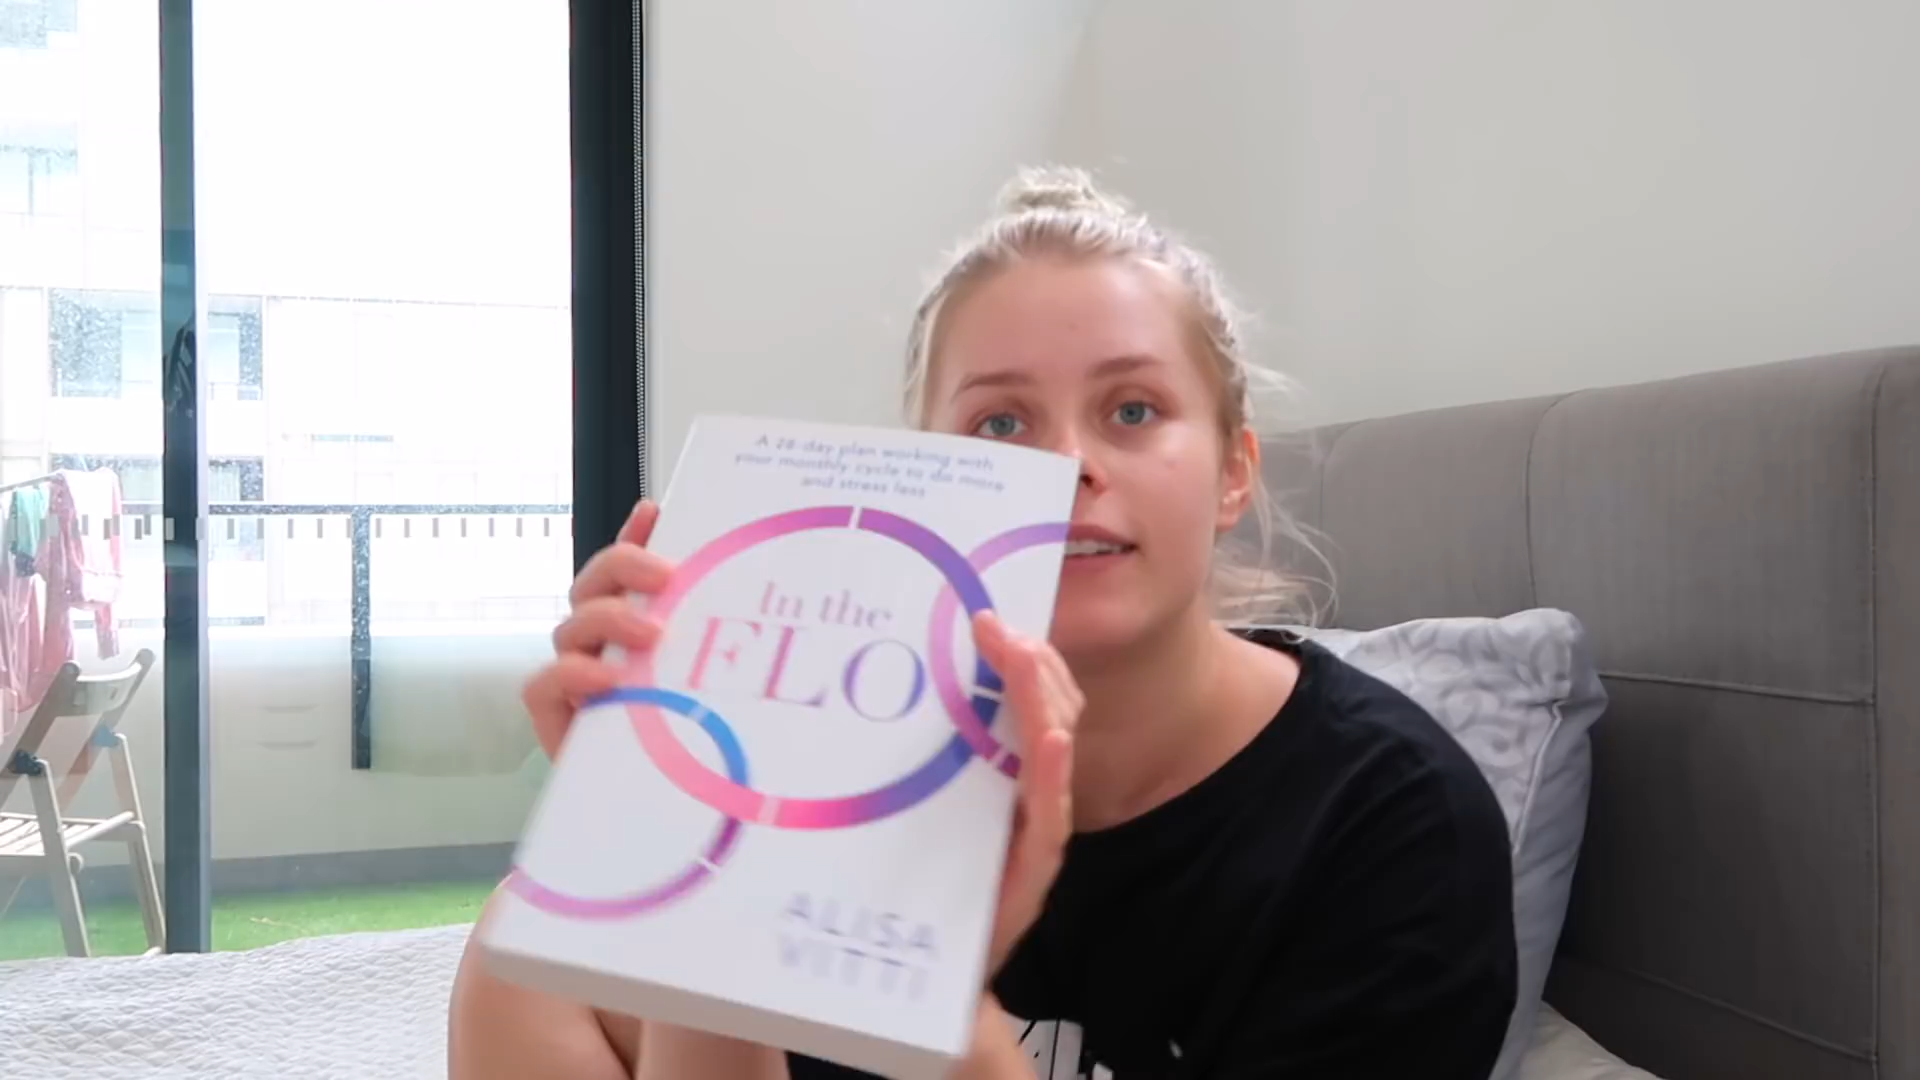 A 28-day plan working with
your monthly cycle to do more
and stress less
In the
FLO
ALISA
VITTI